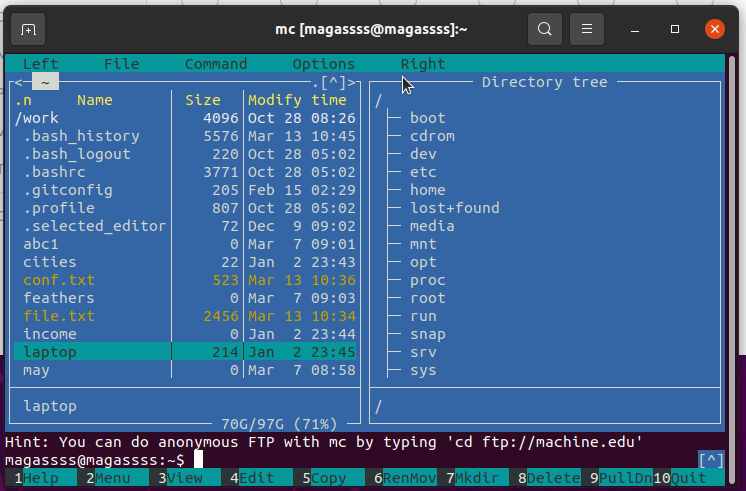 mc [magassss@magassss]:~
Left File Command Options Right
<- ~ .[^]> Directory tree
.n Name Size Modify time /
/work 4096 Oct 28 08:26 boot
.bash_history 5576 Mar 13 10:45 cdrom
.bash_logout 220 Oct 28 05:02 dev
.bashrc 3771 Oct 28 05:02 etc
.gitconfig 205 Feb 15 02:29 home
.profile 807 Oct 28 05:02 lost+found
.selected_editor 72 Dec 9 09:02 media
abc1 0 Mar 7 09:01 mnt
cities 22 Jan 2 23:43 opt
conf.txt 523 Mar 13 10:36 proc
feathers 0 Mar 7 09:03 root
file.txt 2456 Mar 13 10:34 run
income 0 Jan 2 23:44 snap
laptop 214 Jan 2 23:45 srv
may 0 Mar 7 08:58 sys
laptop /
70G/97G (71%)
Hint: You can do anonymous FTP with mc by typing 'cd ftp://machine.edu'
magassss@magassss:~$ [^]
1Help 2Menu 3View 4Edit 5Copy 6RenMov 7Mkdir 8Delete 9PullDn 10Quit